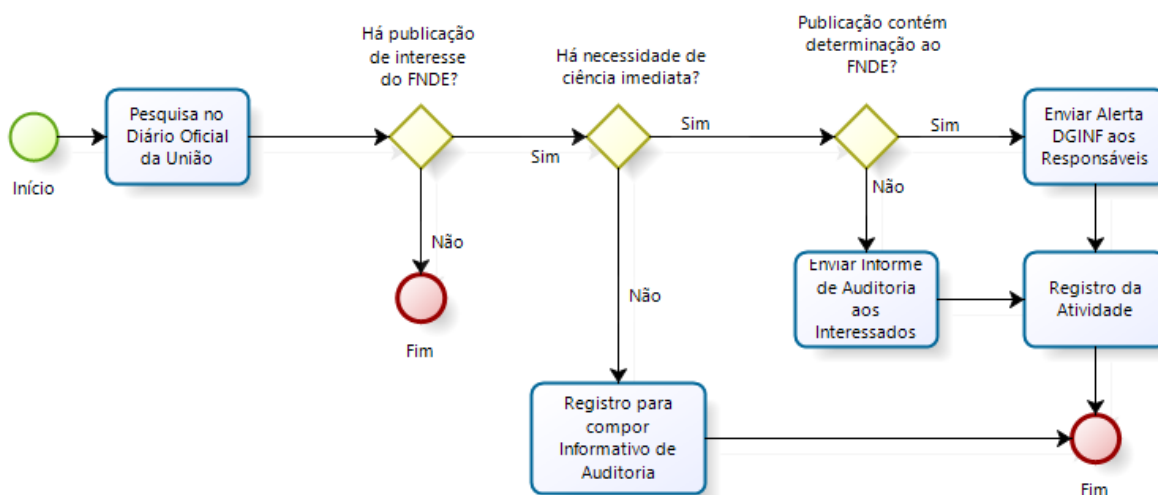 Há publicação
de interesse
do FNDE?
Há necessidade de
ciência imediata?
Publicação contém
determinação ao
FNDE?
Início
Pesquisa no
Diário Oficial
da União
Sim
Sim
Sim
Enviar Alerta
DGINF aos
Responsáveis
Não
Fim
Não
Não
Enviar Informe
de Auditoria
aos
Interessados
Registro da
Atividade
Registro para
compor
Informativo de
Auditoria
Fim